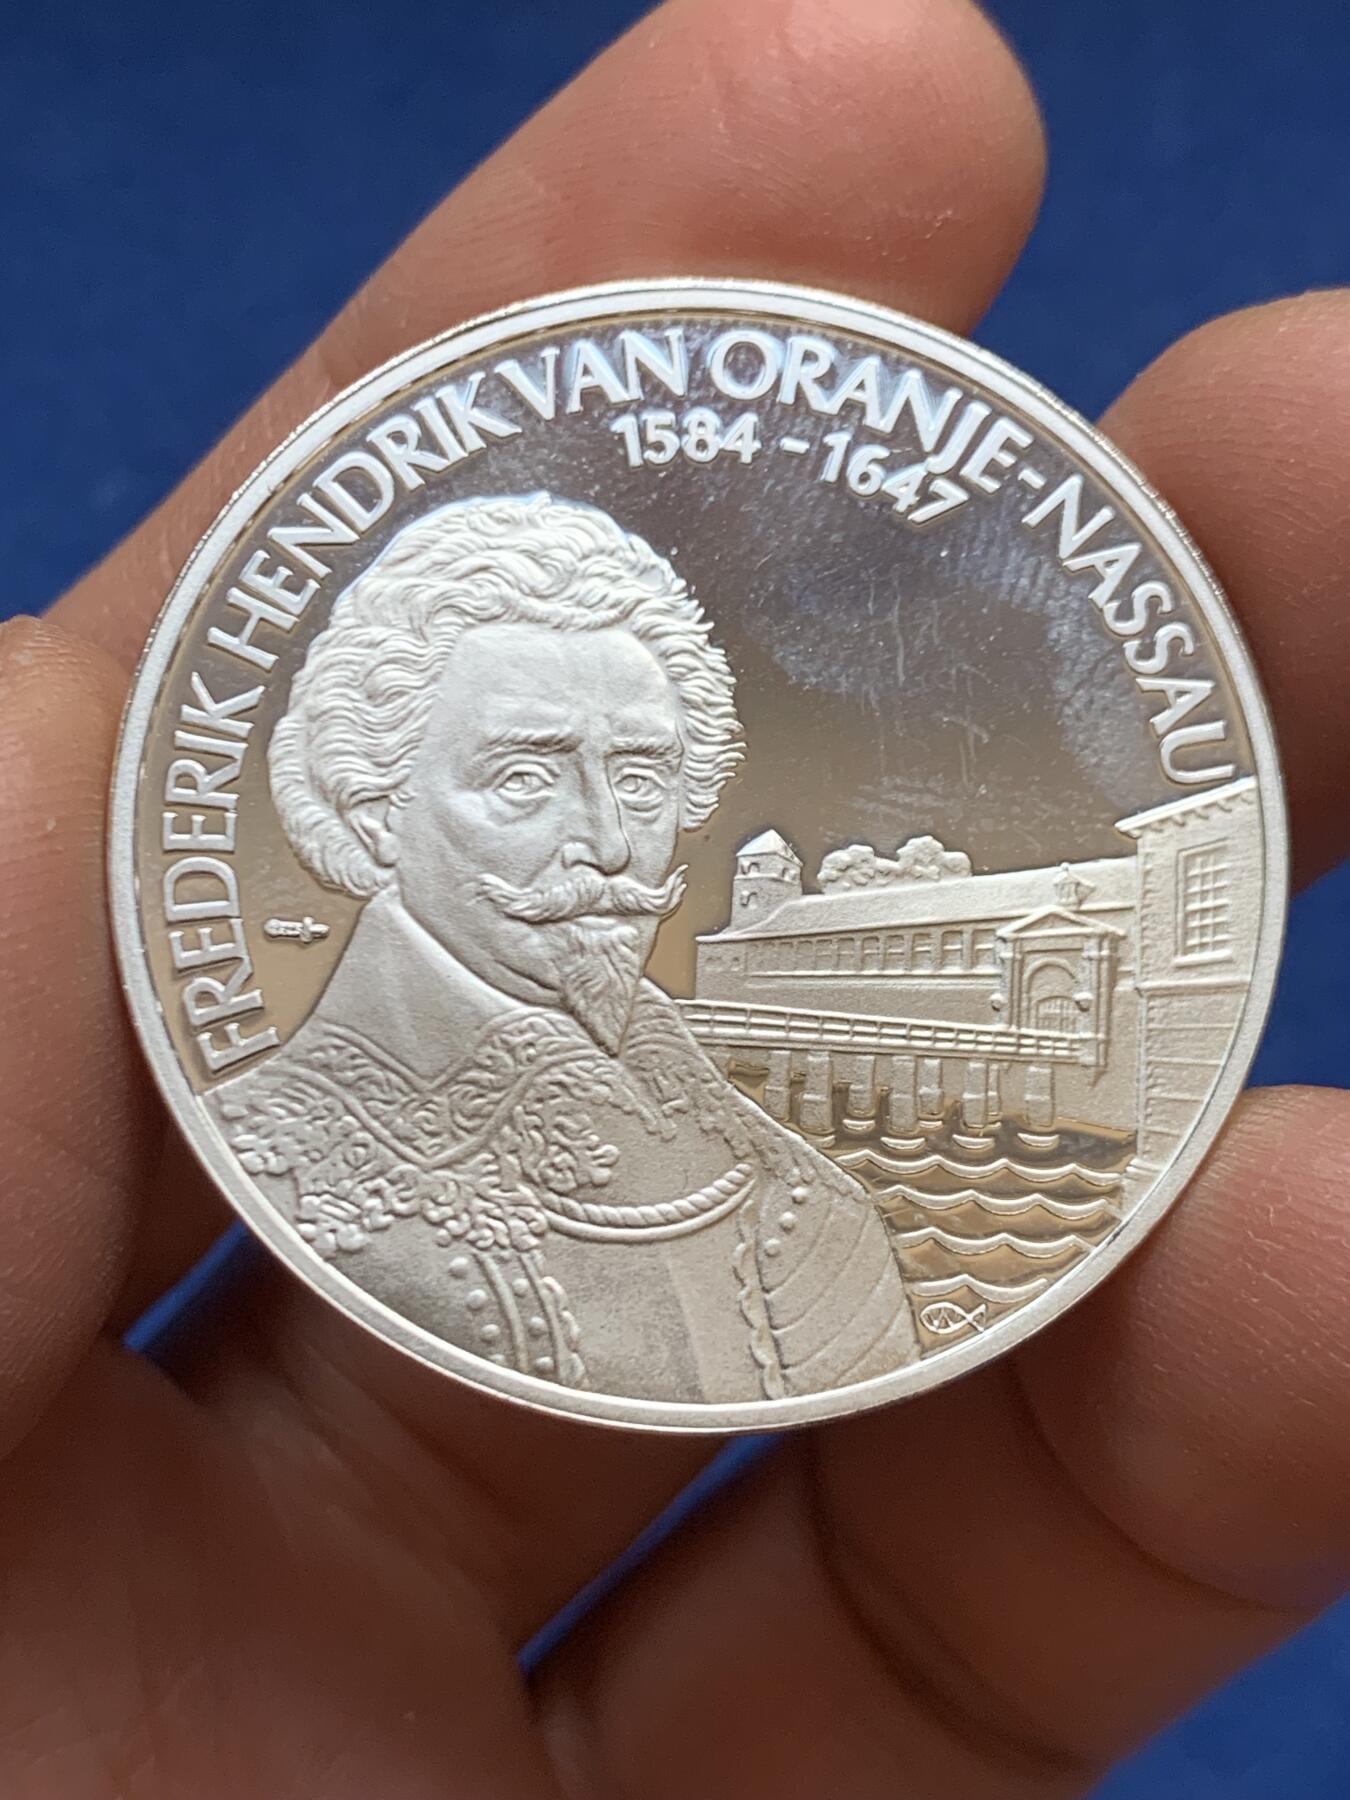 FREDERIK HENDRIK VAN ORANJE-NASSAU
1584 - 1647